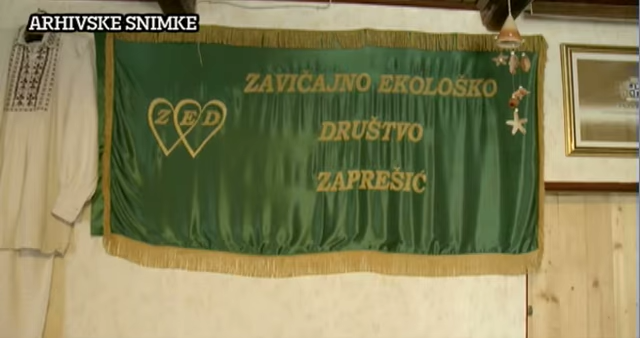 ARHIVSKE SNIMKE
ZAVIČAJNO EKOLOŠKO
ZED
DRUŠTVO
ZAPREŠIĆ